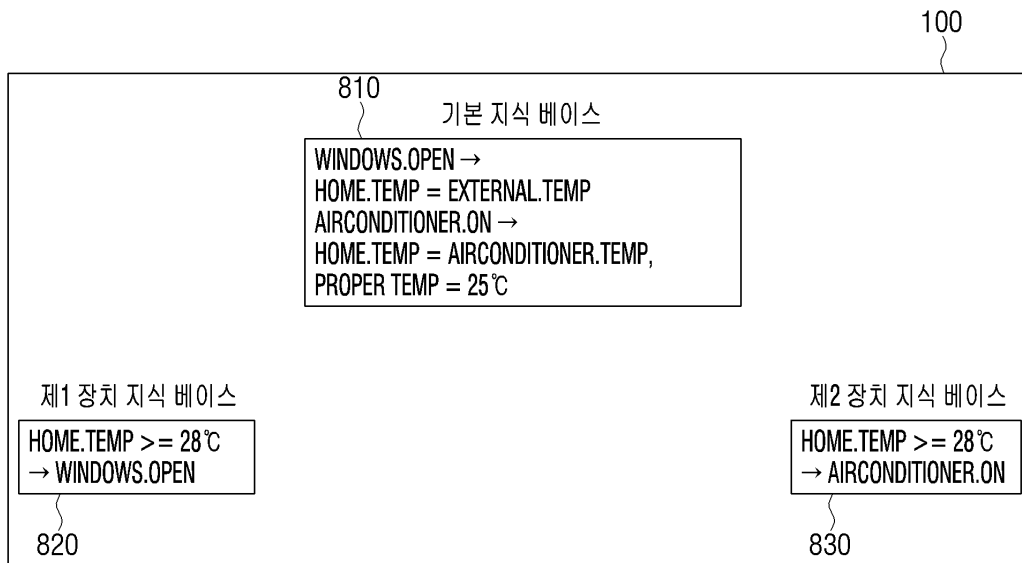 100
810
기본 지식 베이스
WINDOWS.OPEN →
HOME.TEMP = EXTERNAL.TEMP
AIRCONDITIONER.ON →
HOME.TEMP = AIRCONDITIONER.TEMP,
PROPER TEMP = 25℃
제1 장치 지식 베이스
HOME.TEMP >= 28℃
→ WINDOWS.OPEN
820
제2 장치 지식 베이스
HOME.TEMP >= 28℃
→ AIRCONDITIONER.ON
830